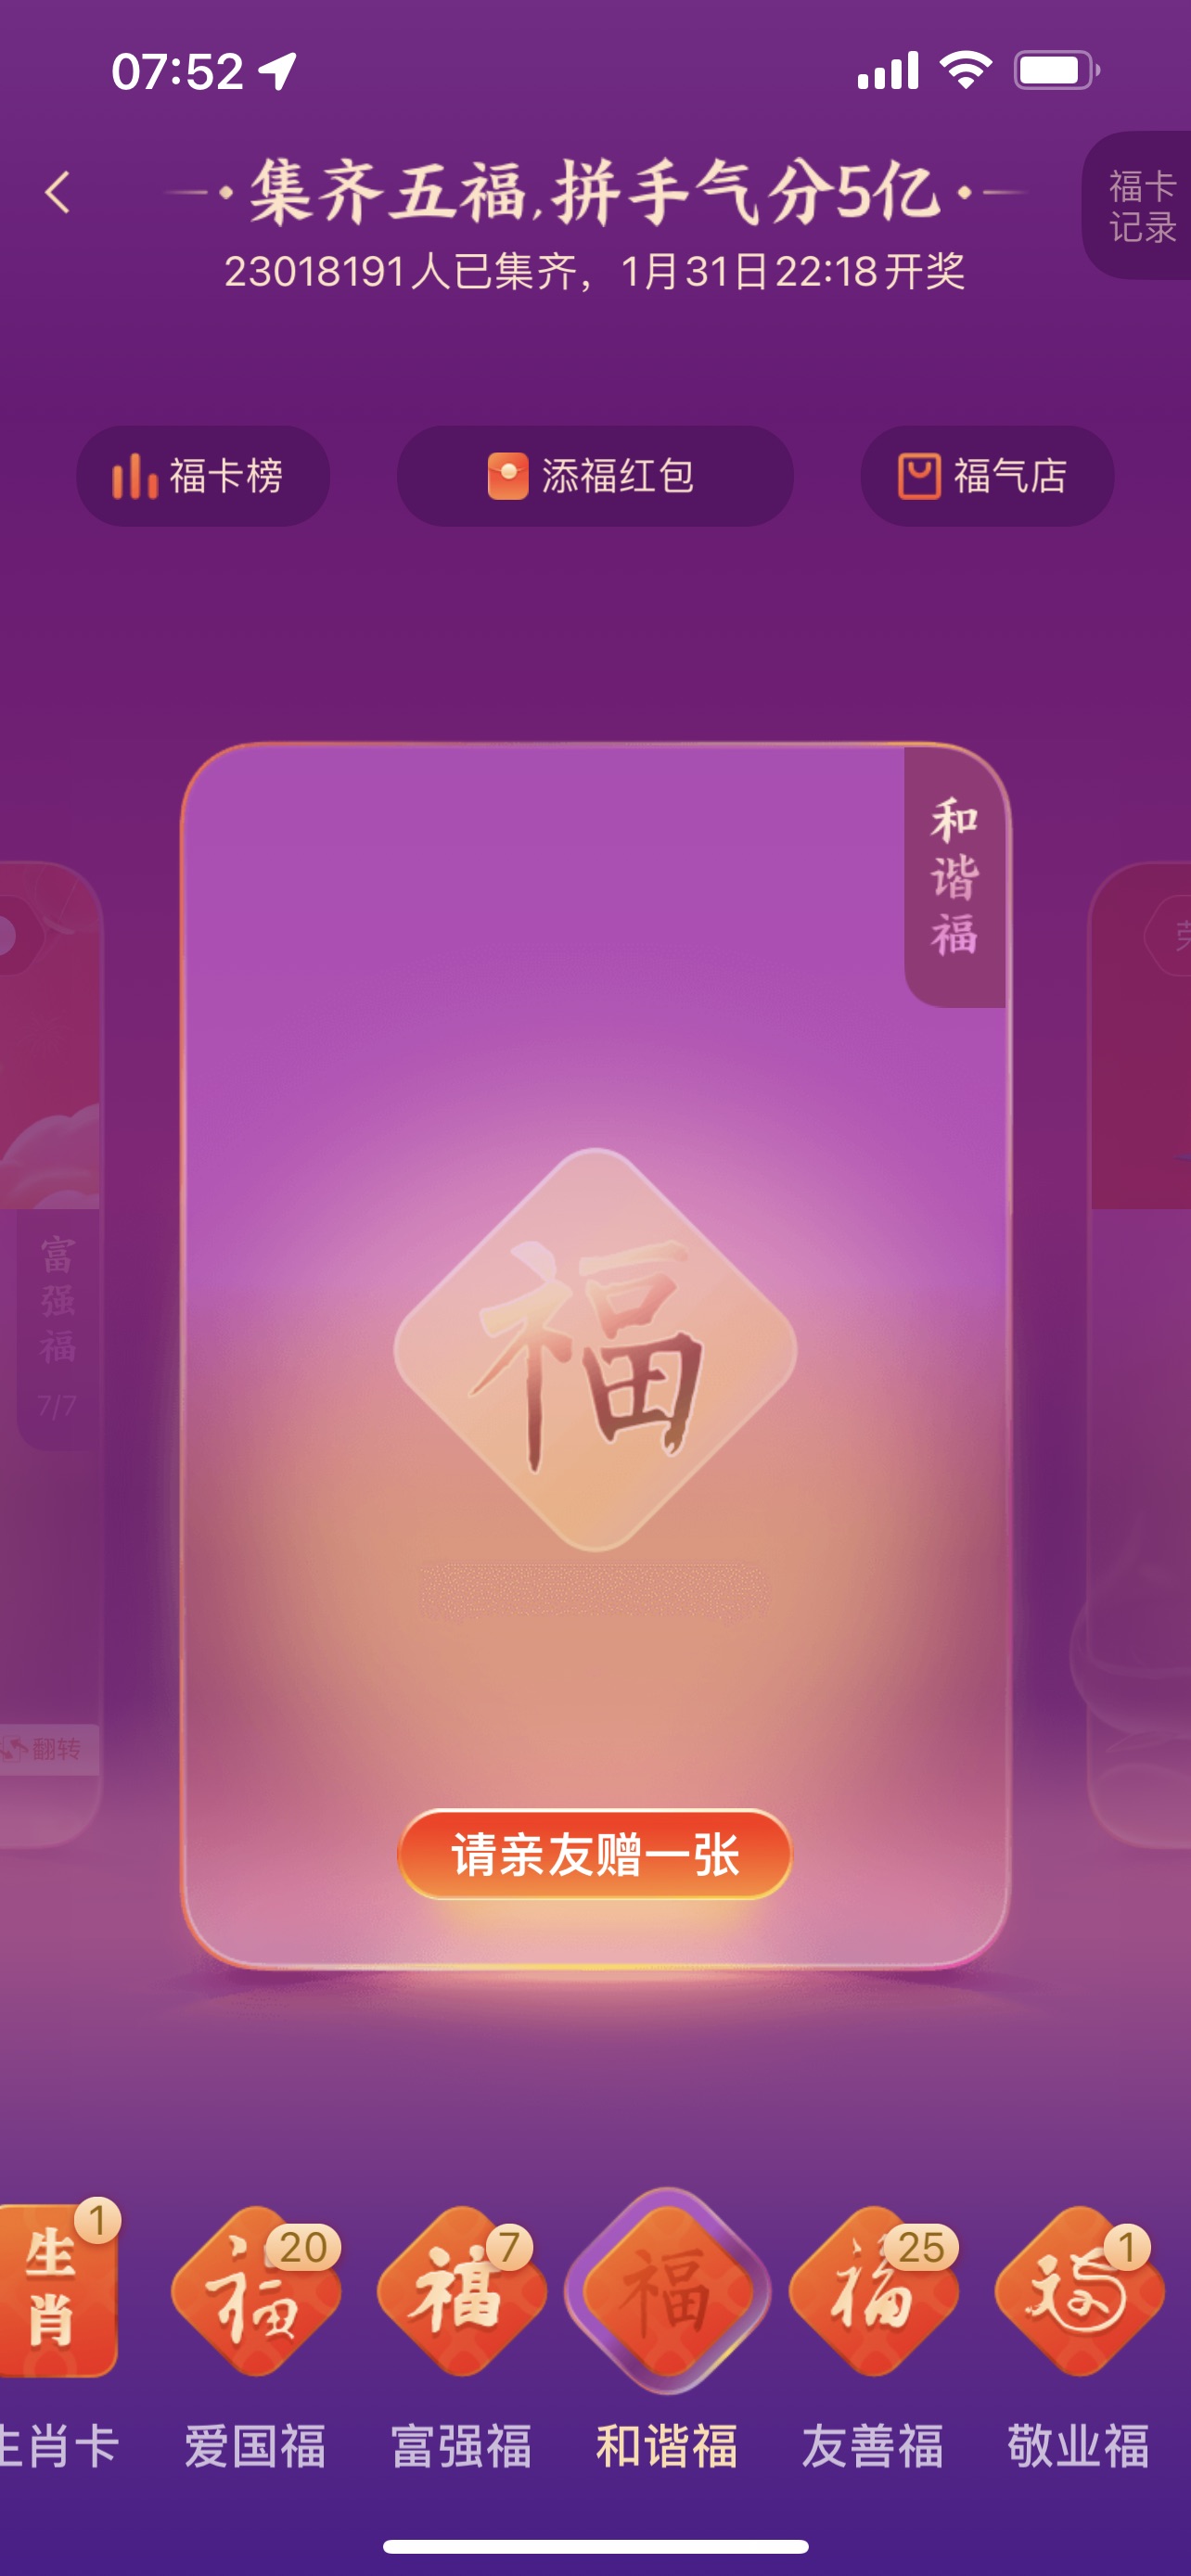 07:52
集齐五福,拼手气分5亿
23018191人已集齐，1月31日22:18开奖
福卡
记录
福卡榜
添福红包
福气店
和谐福
福
富强福
7/7
翻转
请亲友赠一张
生肖
1
福
20
福
7
福
福
25
福
1
生肖卡
爱国福
富强福
和谐福
友善福
敬业福